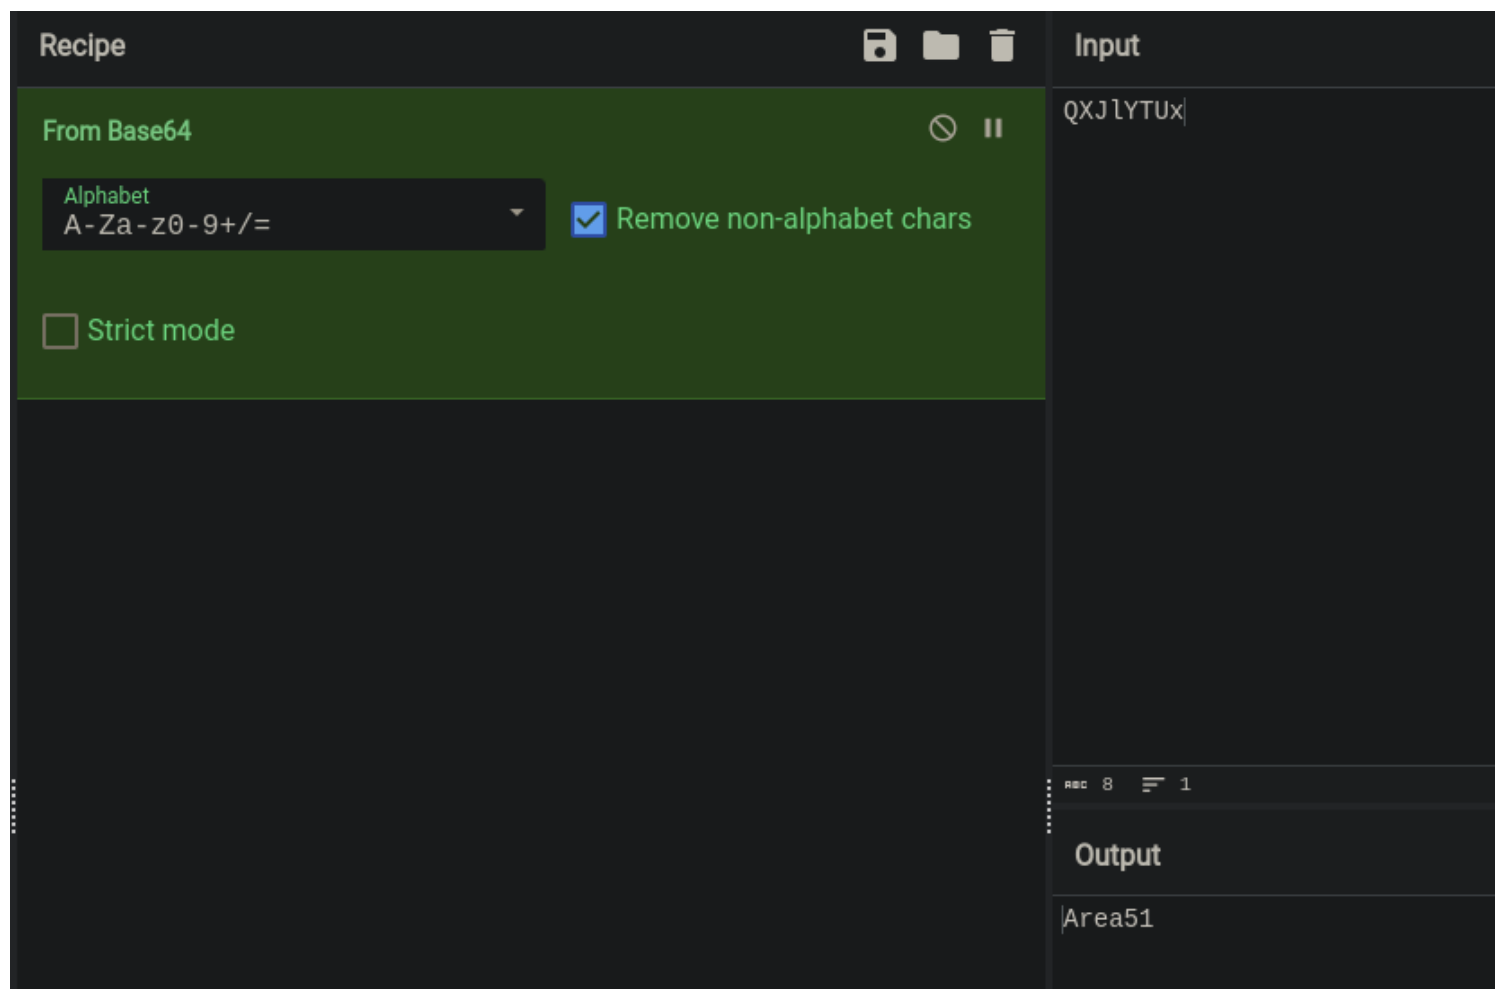 Recipe
From Base64
Alphabet
A-Za-z0-9+/=
Remove non-alphabet chars
Strict mode
Input
QXJlYTUx
ABC 8 1
Output
Area51